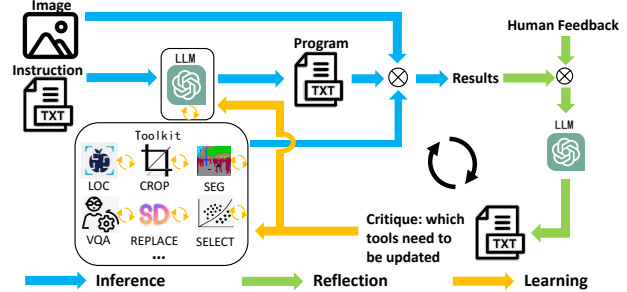 Image
Instruction
TXT
LLM
Program
TXT
Results
Human Feedback
LLM
Toolkit
LOC
CROP
SEG
VQA
SD
REPLACE
SELECT
...
Critique: which
tools need to
be updated
TXT
Inference
Reflection
Learning